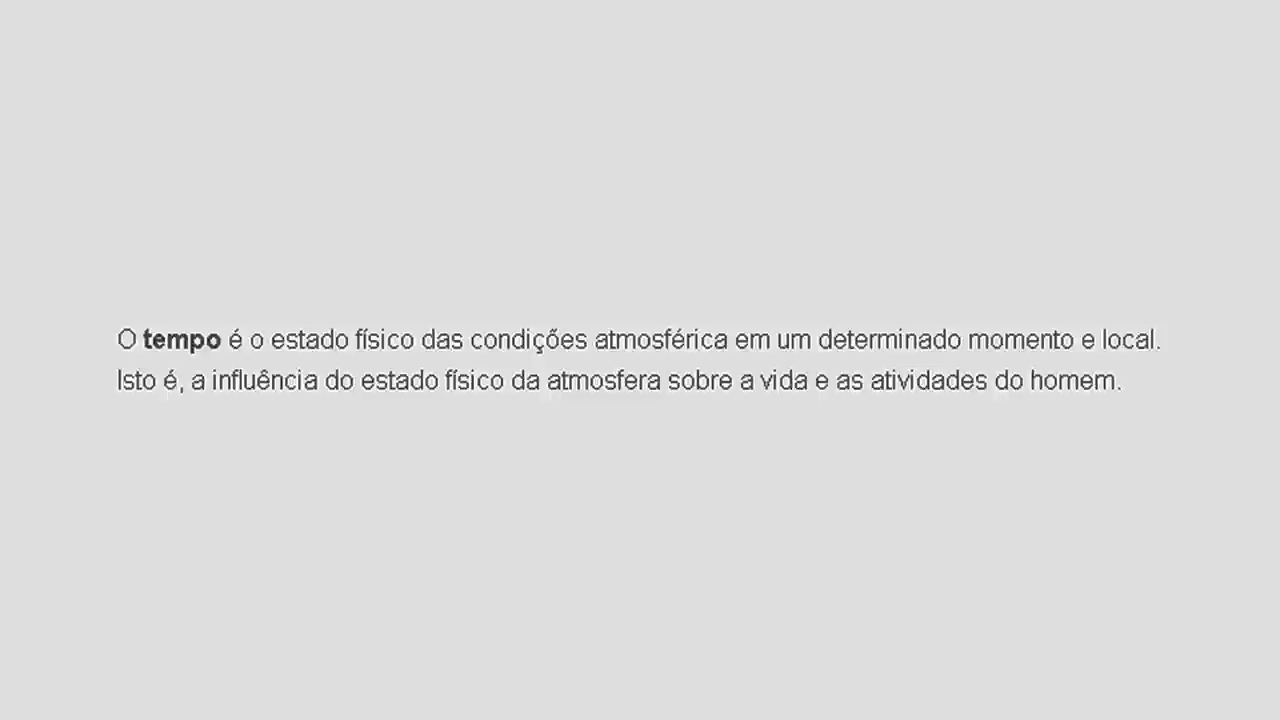 O tempo é o estado físico das condições atmosférica em um determinado momento e local.
Isto é, a influência do estado físico da atmosfera sobre a vida e as atividades do homem.